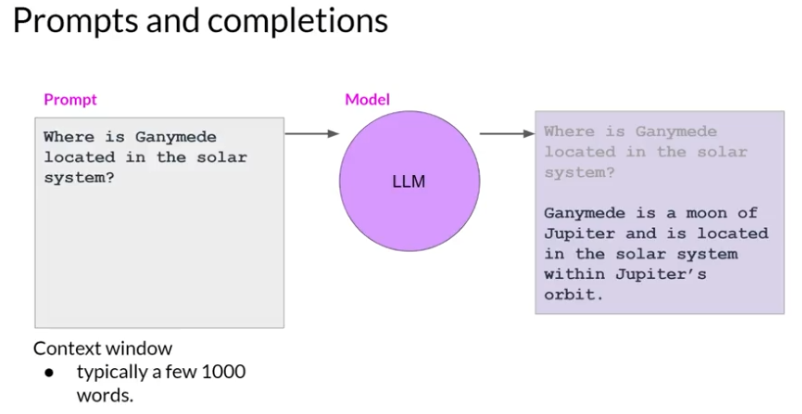 Prompts and completions
Prompt
Where is Ganymede
located in the solar
system?
Context window
● typically a few 1000
words.
Model
LLM
Where is Ganymede
located in the solar
system?
Ganymede is a moon of
Jupiter and is located
in the solar system
within Jupiter's
orbit.